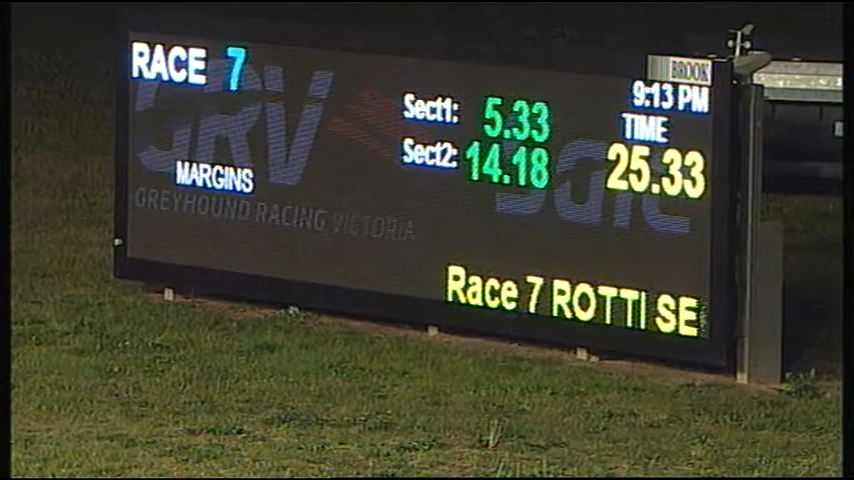 RACE 7
BROOK
9:13 PM
Sect1: 5.33
TIME
Sect2: 14.18
25.33
GRV
MARGINS
GREYHOUND RACING VICTORIA
Race 7 ROTTI SE